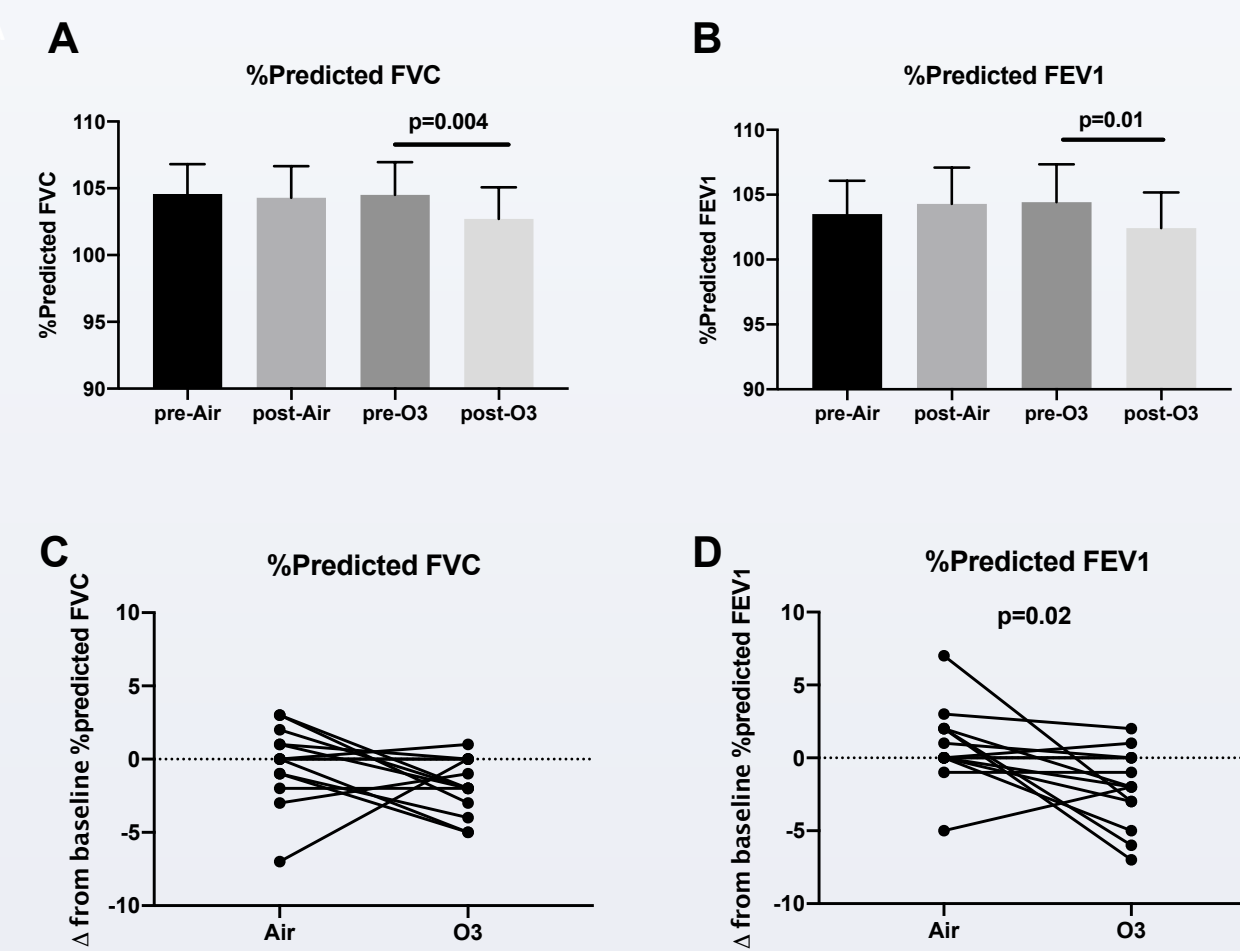 A
%Predicted FVC
p=0.004
%Predicted FVC
110
105
100
95
90
pre-Air post-Air pre-O3 post-O3
B
%Predicted FEV1
p=0.01
%Predicted FEV1
110
105
100
95
90
pre-Air post-Air pre-O3 post-O3
C
%Predicted FVC
Δ from baseline %predicted FVC
10
5
0
-5
-10
Air O3
D
%Predicted FEV1
p=0.02
Δ from baseline %predicted FEV1
10
5
0
-5
-10
Air O3